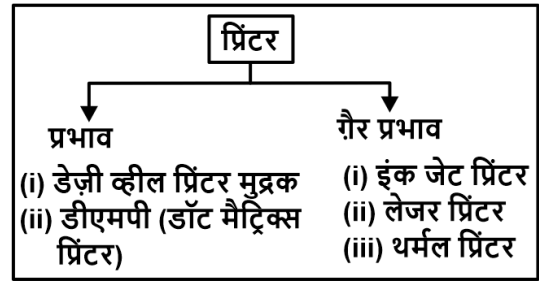 प्रिंटर
प्रभाव
(i) डेज़ी व्हील प्रिंटर मुद्रक
(ii) डीएमपी (डॉट मैट्रिक्स
प्रिंटर)
ग़ैर प्रभाव
(i) इंक जेट प्रिंटर
(ii) लेजर प्रिंटर
(iii) थर्मल प्रिंटर